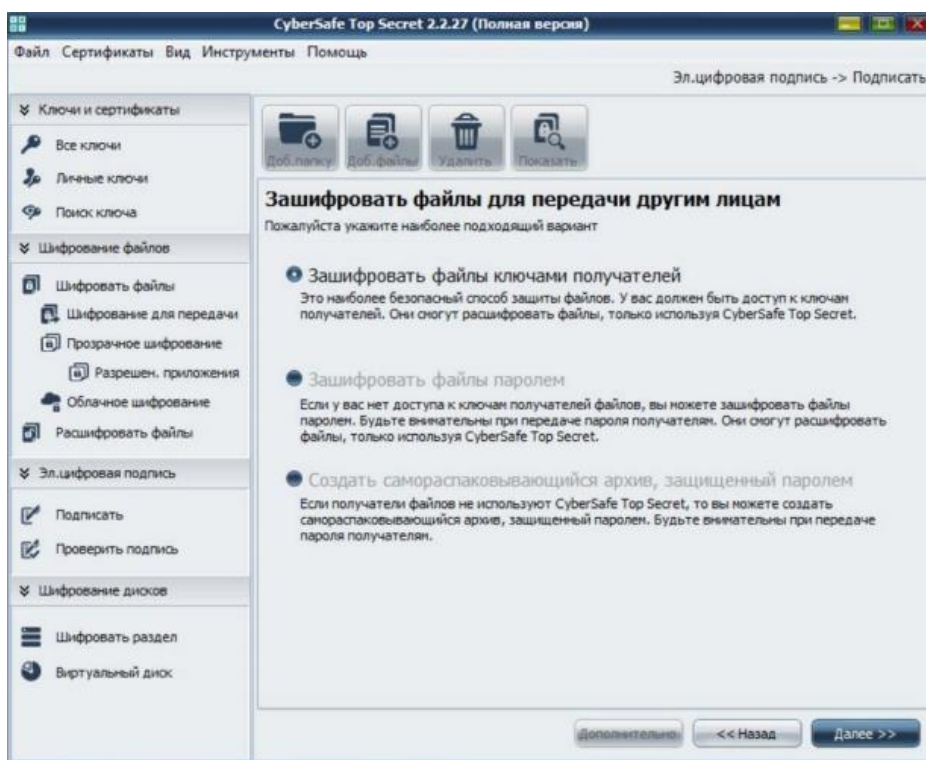 CyberSafe Top Secret 2.2.27 (Полная версия)
Файл Сертификаты Вид Инструменты Помощь
Эл.цифровая подпись -> Подписать
Ключи и сертификаты
Все ключи
Личные ключи
Поиск ключа
Шифрование файлов
Шифровать файлы
Шифрование для передачи
Прозрачное шифрование
Разрешен. приложения
Облачное шифрование
Расшифровать файлы
Эл.цифровая подпись
Подписать
Проверить подпись
Шифрование дисков
Шифровать раздел
Виртуальный диск
Доб.папку Доб.файлы Удалить Показать
Зашифровать файлы для передачи другим лицам
Пожалуйста укажите наиболее подходящий вариант
Зашифровать файлы ключами получателей
Это наиболее безопасный способ защиты файлов. У вас должен быть доступ к ключам
получателей. Они смогут расшифровать файлы, только используя CyberSafe Top Secret.
Зашифровать файлы паролем
Если у вас нет доступа к ключам получателей файлов, вы можете зашифровать файлы
паролем. Будьте внимательны при передаче пароля получателям. Они смогут расшифровать
файлы, только используя CyberSafe Top Secret.
Создать самораспаковывающийся архив, защищенный паролем
Если получатели файлов не используют CyberSafe Top Secret, то вы можете создать
самораспаковывающийся архив, защищенный паролем. Будьте внимательны при передаче
пароля получателям.
Дополнительно << Назад Далее >>